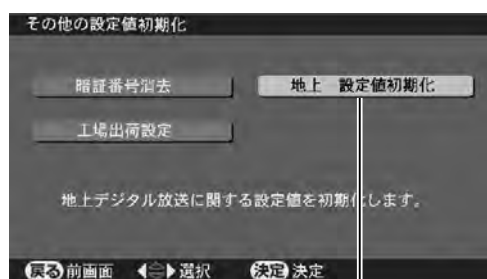 その他の設定値初期化
暗証番号消去 地上 設定値初期化
工場出荷設定
地上デジタル放送に関する設定値を初期化します。
戻る 前画面 選択 決定 決定